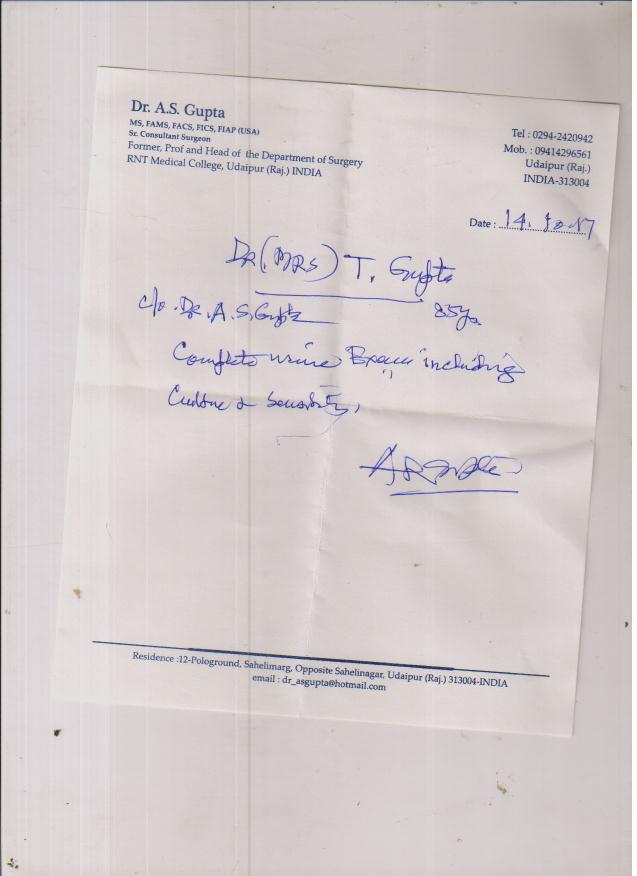 Dr. A.S. Gupta
MS, FAMS, FACS, FICS, FIAP (USA)
Sr. Consultant Surgeon
Former, Prof and Head of the Department of Surgery
RNT Medical College, Udaipur (Raj.) INDIA
Tel : 0294-2420942
Mob. : 09414296561
Udaipur (Raj.)
INDIA-313004
Date : 14.
Dr (Mrs) T. Gupta
c/o. Dr. A.S. Gupta 85yrs
Complete urine Exam including
Culture & Sensitivity
Residence :12-Pologround, Sahelimarg, Opposite Sahelinagar, Udaipur (Raj.) 313004-INDIA
email : dr_asgupta@hotmail.com